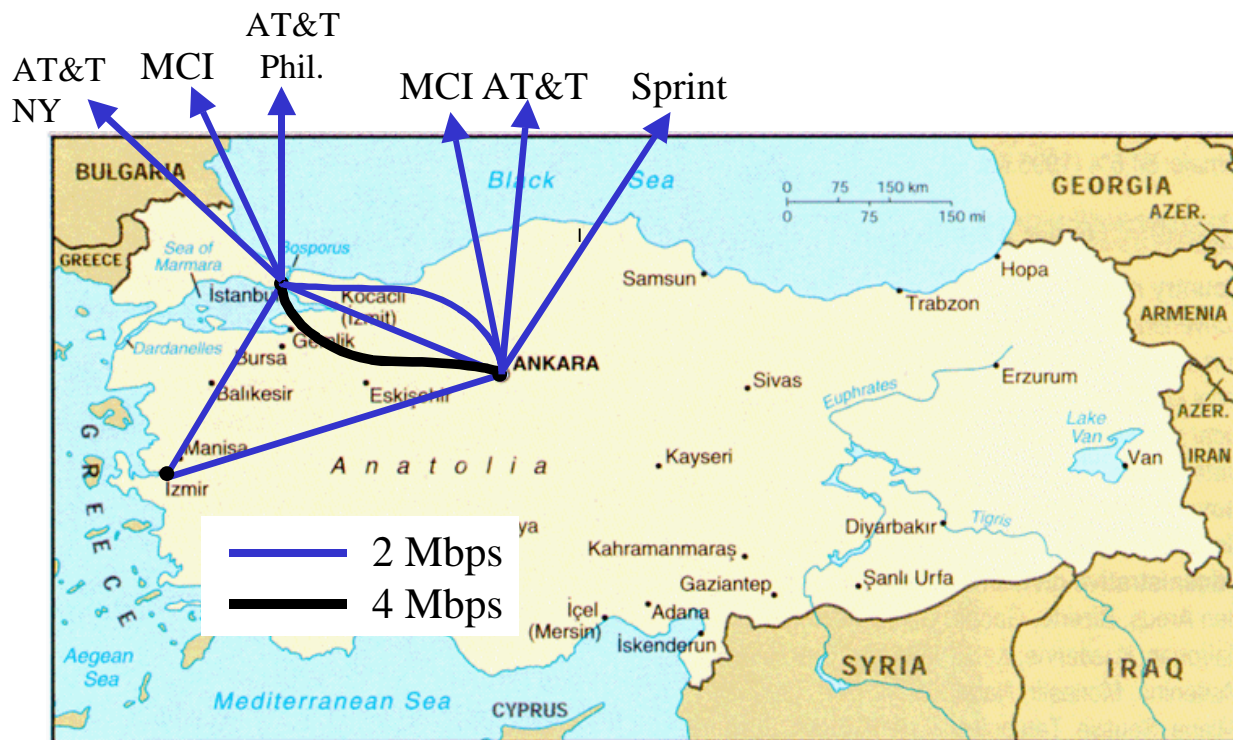 AT&T
Phil.
AT&T
NY
MCI
MCI AT&T
Sprint
BULGARIA
Black Sea
0 75 150 km
0 75 150 mi
GEORGIA
AZER.
GREECE
Sea of
Marmara
Bosporus
İstanbul
Kocaeli
(İzmit)
Samsun
Hopa
Trabzon
ARMENIA
Dardanelles
Gemlik
Bursa
ANKARA
Balıkesir
Eskişehir
Sivas
Euphrates
Erzurum
AZER.
Lake
Van
GREECE
Manisa
Anatolia
Kayseri
Van
IRAN
İzmir
ya
Diyarbakır
Tigris
2 Mbps
4 Mbps
Kahramanmaraş
Gaziantep
Şanlı Urfa
İçel
(Mersin)
Adana
İskenderun
Aegean
Sea
SYRIA
IRAQ
Mediterranean Sea
CYPRUS